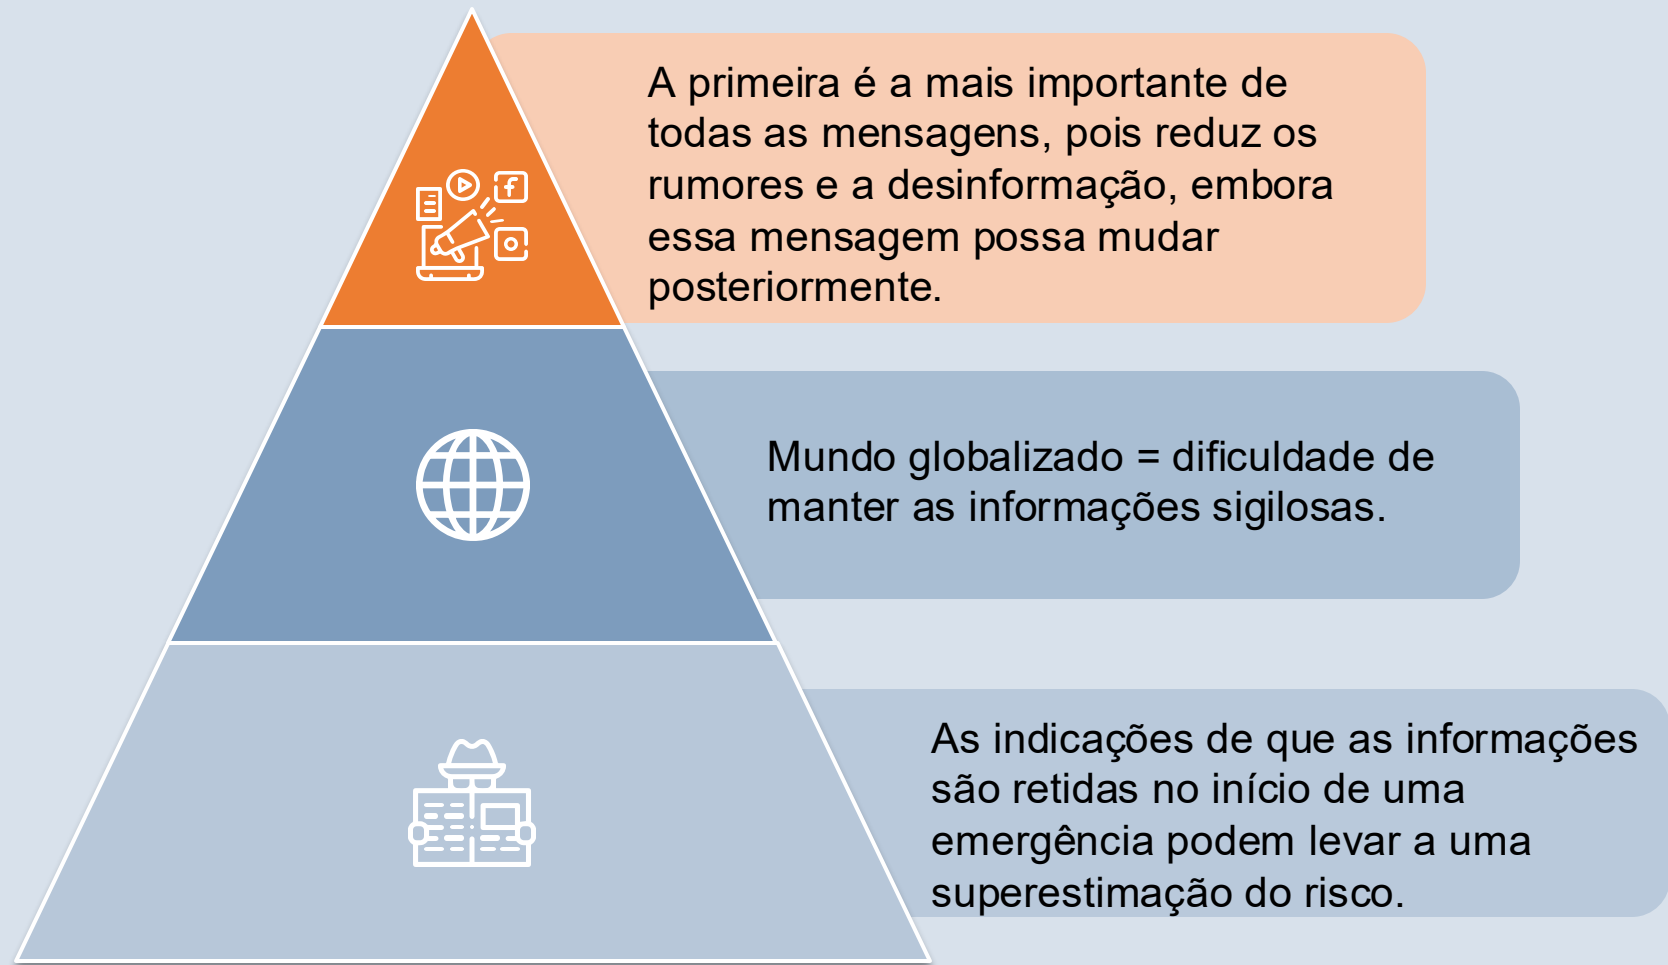 A primeira é a mais importante de
todas as mensagens, pois reduz os
rumores e a desinformação, embora
essa mensagem possa mudar
posteriormente.
Mundo globalizado = dificuldade de
manter as informações sigilosas.
As indicações de que as informações
são retidas no início de uma
emergência podem levar a uma
superestimação do risco.